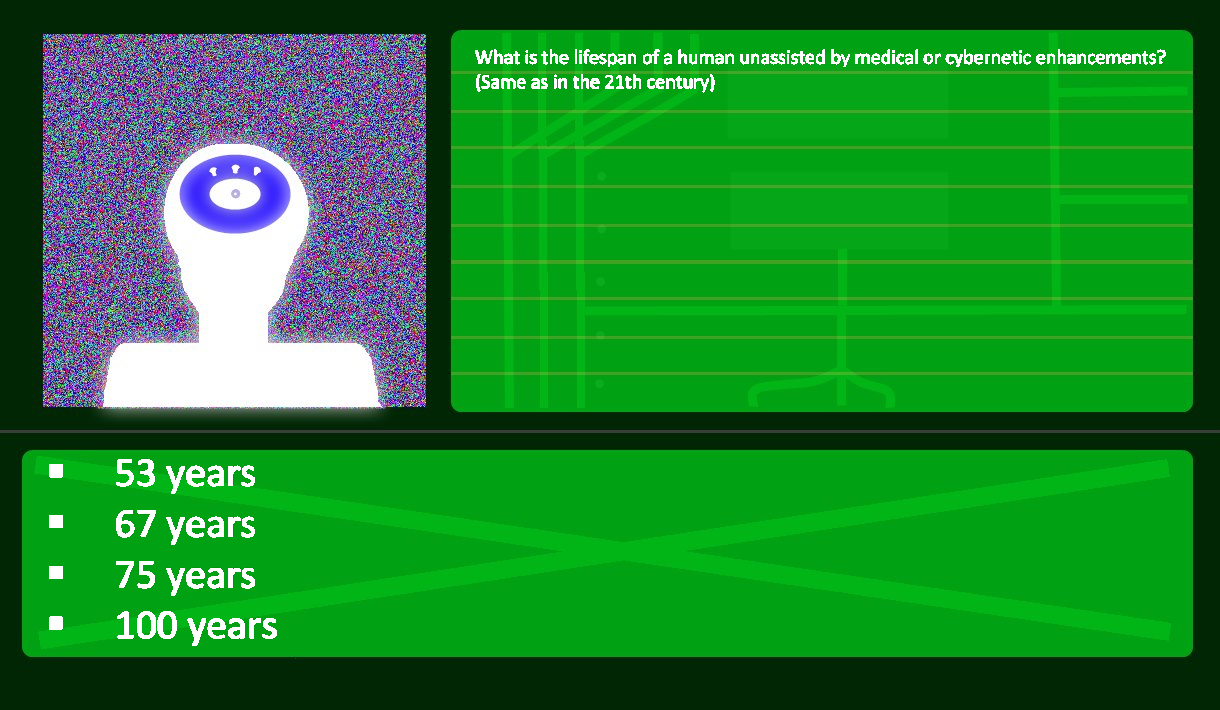 What is the lifespan of a human unassisted by medical or cybernetic enhancements?
(Same as in the 21th century)
53 years
67 years
75 years
100 years